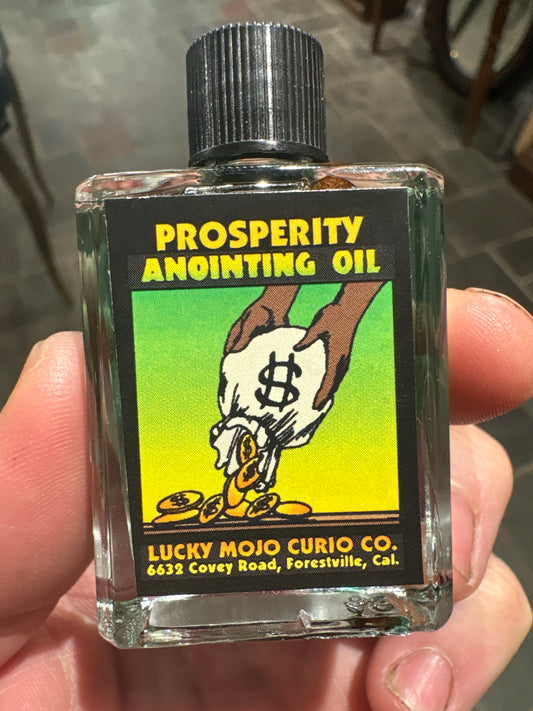 PROSPERITY
ANOINTING OIL
$
LUCKY MOJO CURIO CO.
6632 Covey Road, Forestville, Cal.